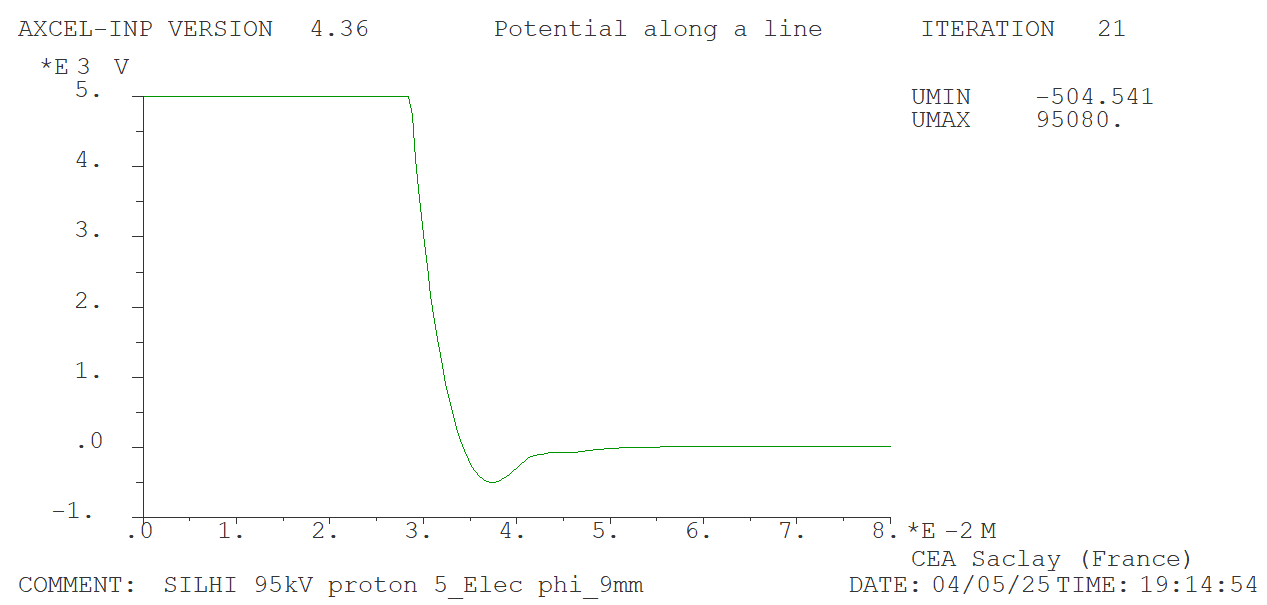 AXCEL-INP VERSION 4.36 Potential along a line ITERATION 21
*E 3 V
5.
UMIN -504.541
UMAX 95080.
4.
3.
2.
1.
.0
-1.
.0 1. 2. 3. 4. 5. 6. 7. 8. *E -2 M
CEA Saclay (France)
COMMENT: SILHI 95kV proton 5_Elec phi_9mm DATE: 04/05/25 TIME: 19:14:54